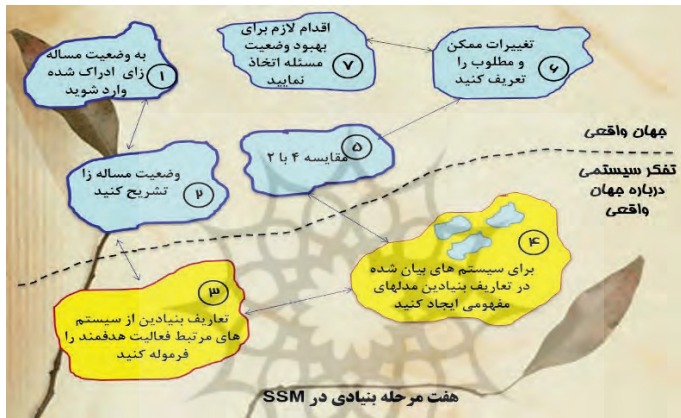 به وضعیت مساله
زای ادراک شده
وارد شوید
۱
وضعیت مساله زا
تشریح کنید
۲
تعاریف بنیادین از سیستم
های مرتبط فعالیت هدفمند را
فرموله کنید
۳
برای سیستم های بیان شده
در تعاریف بنیادین مدلهای
مفهومی ایجاد کنید
۴
مقایسه ۴ با ۲
۵
تغییرات ممکن
و مطلوب را
تعریف کنید
۶
اقدام لازم برای
بهبود وضعیت
مسئله اتخاذ
نمایید
۷
جهان واقعی
تفکر سیستمی
درباره جهان
واقعی
هفت مرحله بنیادی در SSM